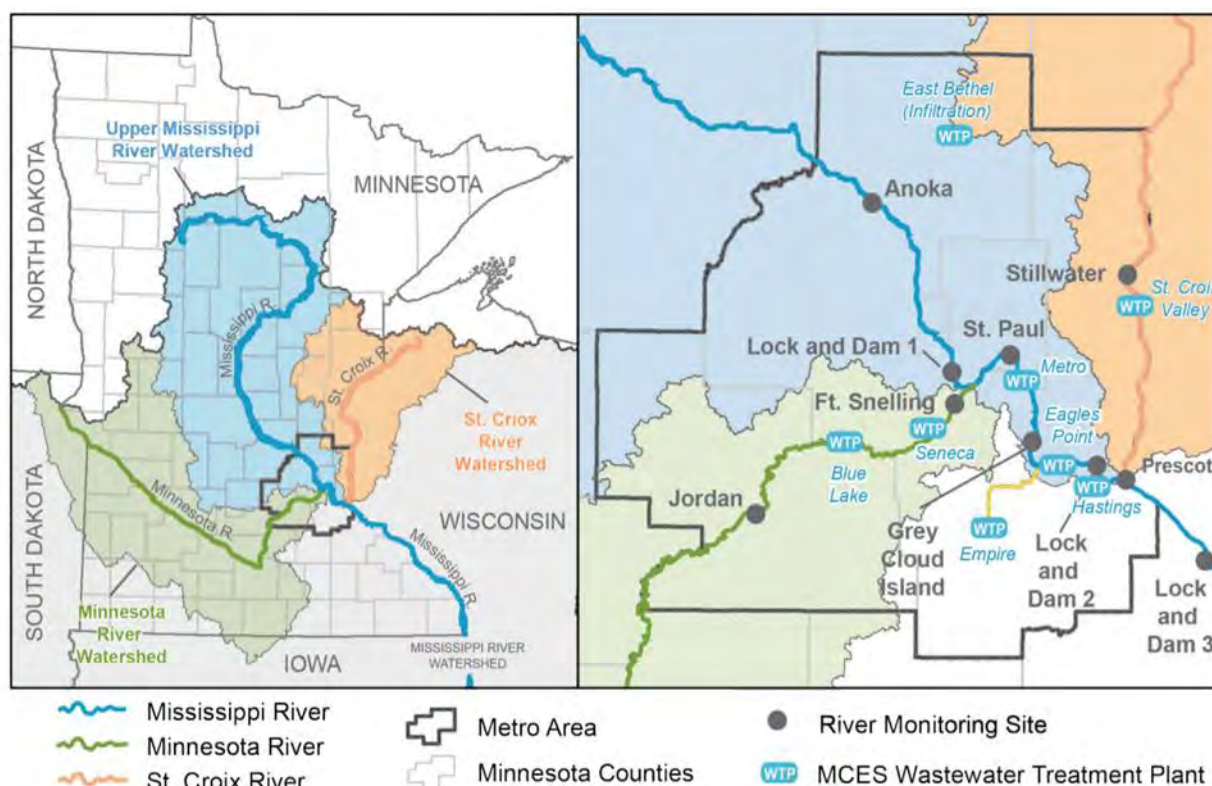 Upper Mississippi
River Watershed
MINNESOTA
NORTH DAKOTA
Mississippi R.
St. Croix R.
St. Criox
River
Watershed
SOUTH DAKOTA
Minnesota R.
WISCONSIN
Mississippi R.
Minnesota
River
Watershed
IOWA
MISSISSIPPI RIVER
WATERSHED
East Bethel
(Infiltration)
WTP
Anoka
Stillwater
WTP
St. Croi
Valley
St. Paul
Lock and Dam 1
WTP
Metro
Ft. Snelling
WTP
Seneca
Eagles
Point
WTP
Blue
Lake
WTP
Prescot
WTP
Hastings
Jordan
WTP
Empire
Grey
Cloud
Island
Lock
and
Dam 2
Lock
and
Dam 3
Mississippi River
Minnesota River
St. Croix River
Metro Area
Minnesota Counties
River Monitoring Site
WTP MCES Wastewater Treatment Plant